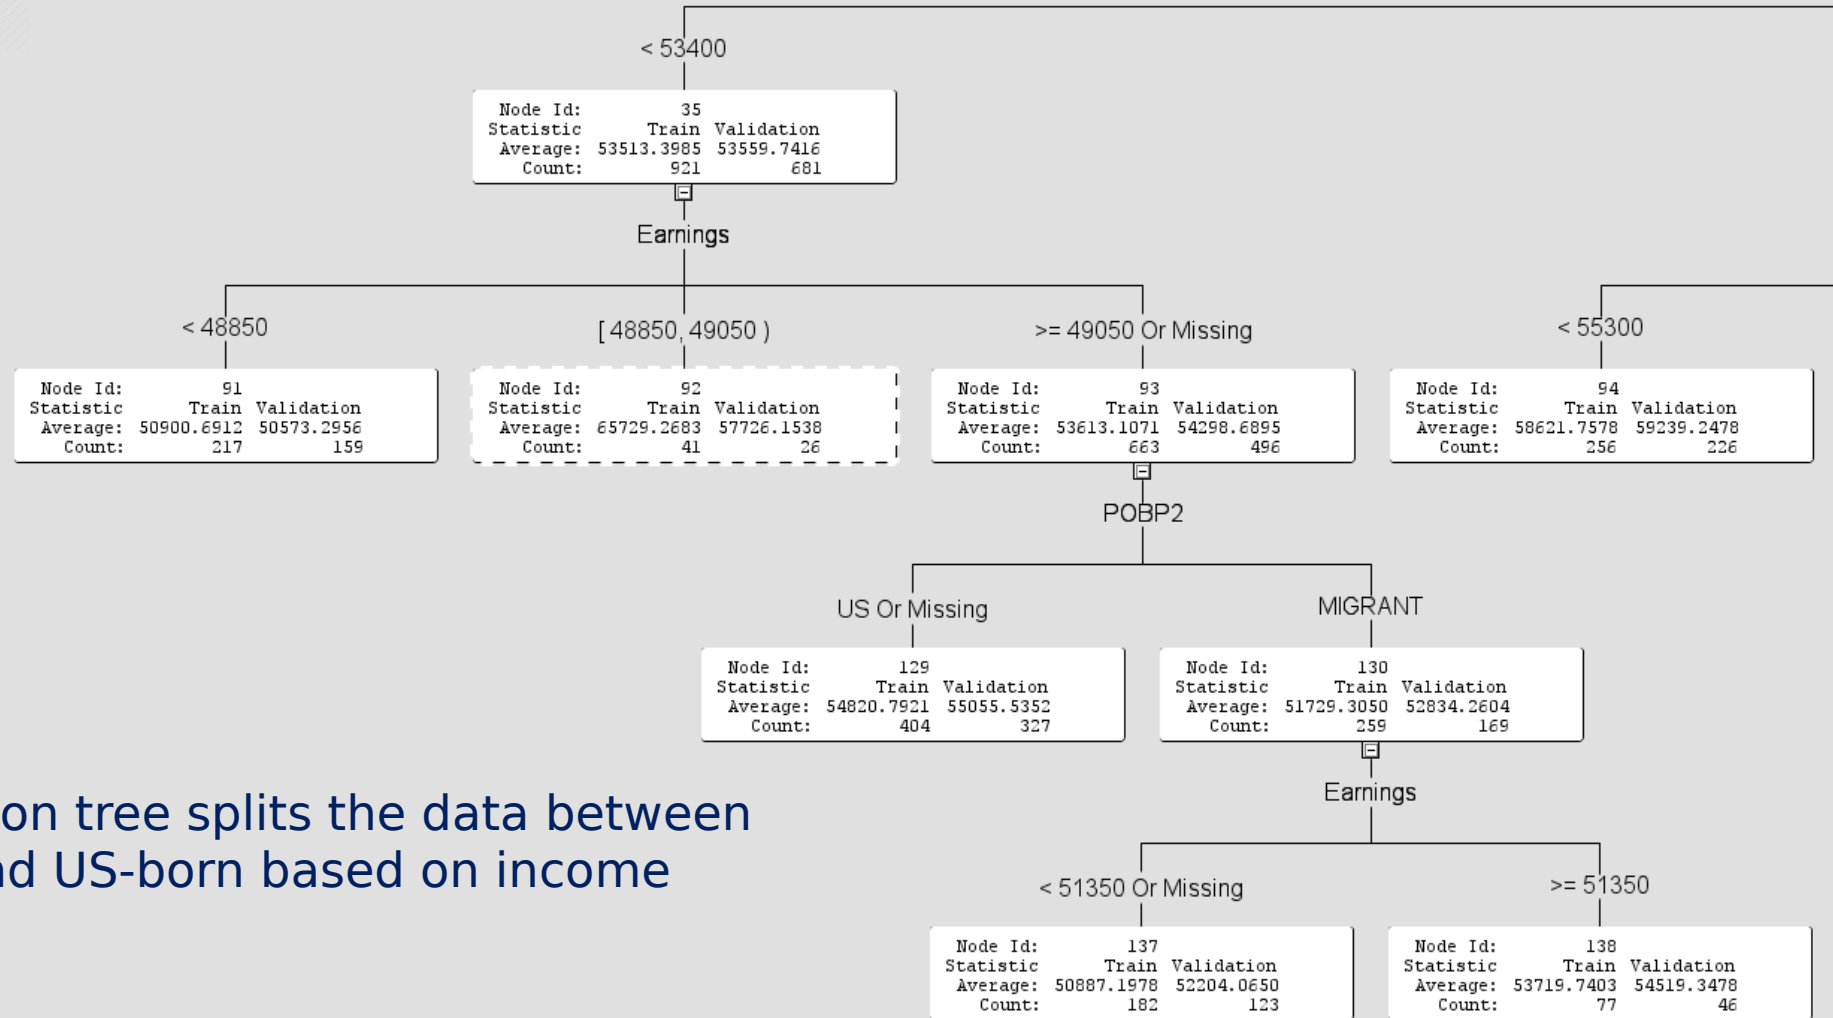 < 53400
Node Id: 35
Statistic Train Validation
Average: 53513.3985 53559.7416
Count: 921 681
Earnings
< 48850
[ 48850, 49050 )
>= 49050 Or Missing
< 55300
Node Id: 91
Statistic Train Validation
Average: 50900.6912 50573.2956
Count: 217 159
Node Id: 92
Statistic Train Validation
Average: 65729.2683 57726.1538
Count: 41 26
Node Id: 93
Statistic Train Validation
Average: 53613.1071 54298.6895
Count: 663 496
Node Id: 94
Statistic Train Validation
Average: 58621.7578 59239.2478
Count: 256 226
POBP2
US Or Missing
MIGRANT
Node Id: 129
Statistic Train Validation
Average: 54820.7921 55055.5352
Count: 404 327
Node Id: 130
Statistic Train Validation
Average: 51729.3050 52834.2604
Count: 259 169
Earnings
on tree splits the data between
nd US-born based on income
< 51350 Or Missing
>= 51350
Node Id: 137
Statistic Train Validation
Average: 50887.1978 52204.0650
Count: 182 123
Node Id: 138
Statistic Train Validation
Average: 53719.7403 54519.3478
Count: 77 46